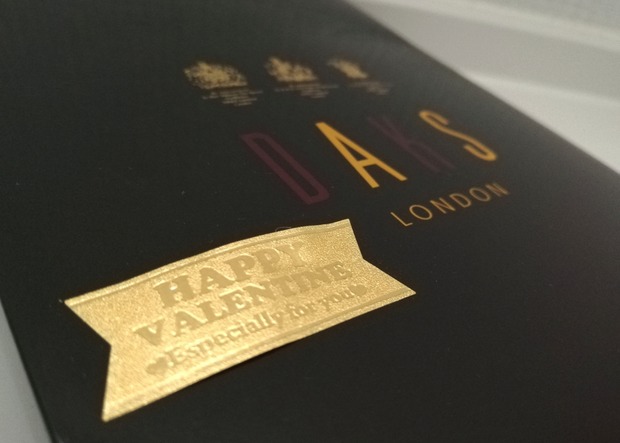 DAKS
LONDON
HAPPY
VALENTINE
♥Especially for you♥